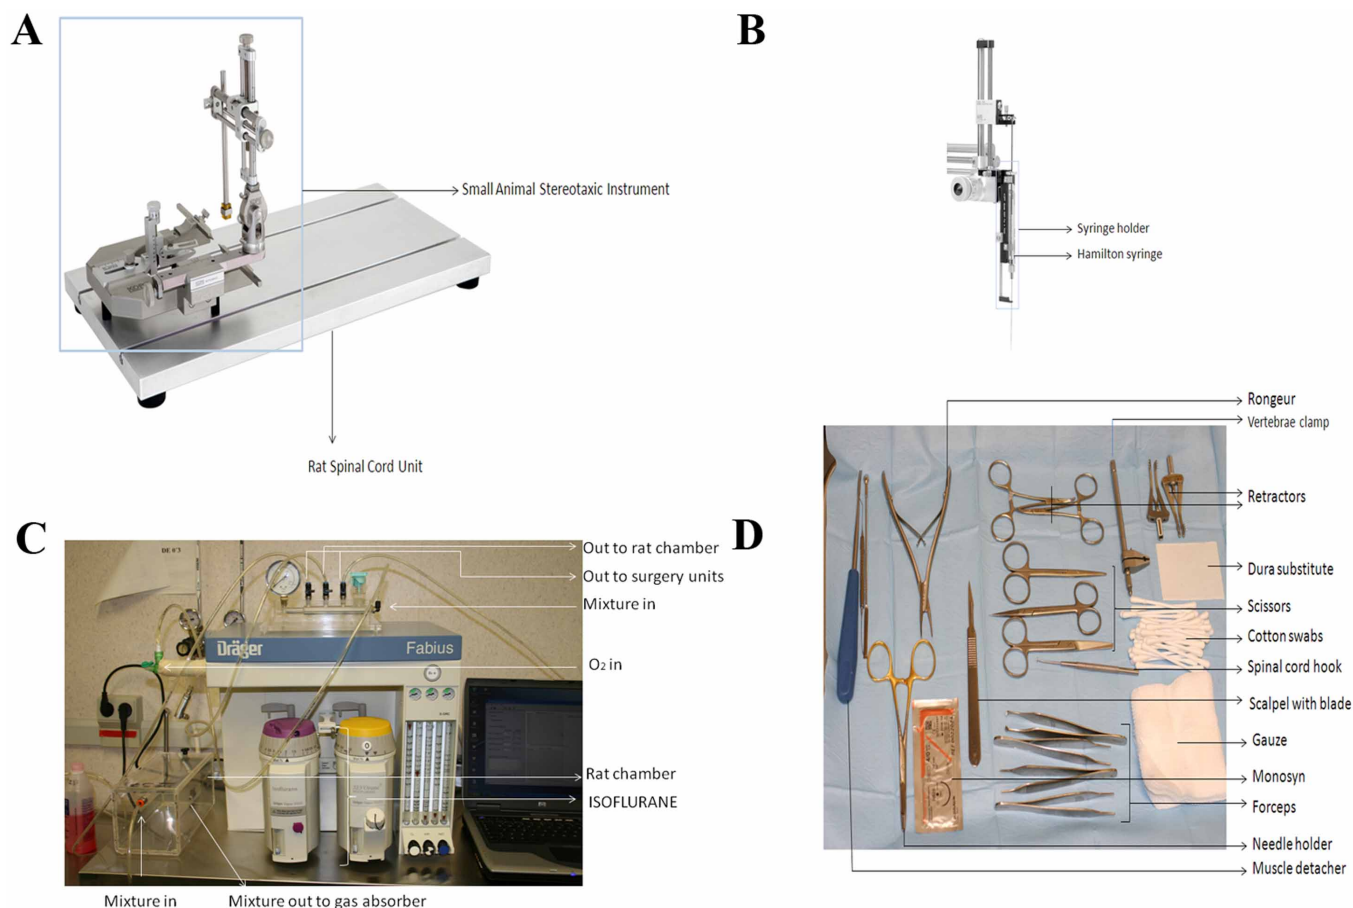 A
Small Animal Stereotaxic Instrument
Rat Spinal Cord Unit
B
Syringe holder
Hamilton syringe
C
DE 0'3
Out to rat chamber
Out to surgery units
Mixture in
Dräger
Fabius
O₂ in
Rat chamber
ISOFLURANE
Mixture in
Mixture out to gas absorber
D
Rongeur
Vertebrae clamp
Retractors
Dura substitute
Scissors
Cotton swabs
Spinal cord hook
Scalpel with blade
Gauze
Monosyn
Forceps
Needle holder
Muscle detacher